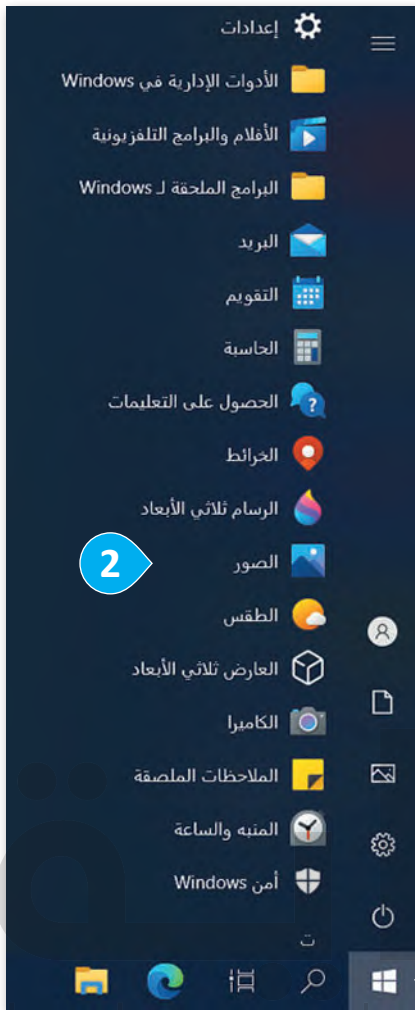 إعدادات
الأدوات الإدارية في Windows
الأفلام والبرامج التلفزيونية
البرامج الملحقة لـ Windows
البريد
التقويم
الحاسبة
الحصول على التعليمات
الخرائط
الرسام ثلاثي الأبعاد
الصور
2
الطقس
العارض ثلاثي الأبعاد
الكاميرا
الملاحظات الملصقة
المنبه والساعة
أمن Windows
ت